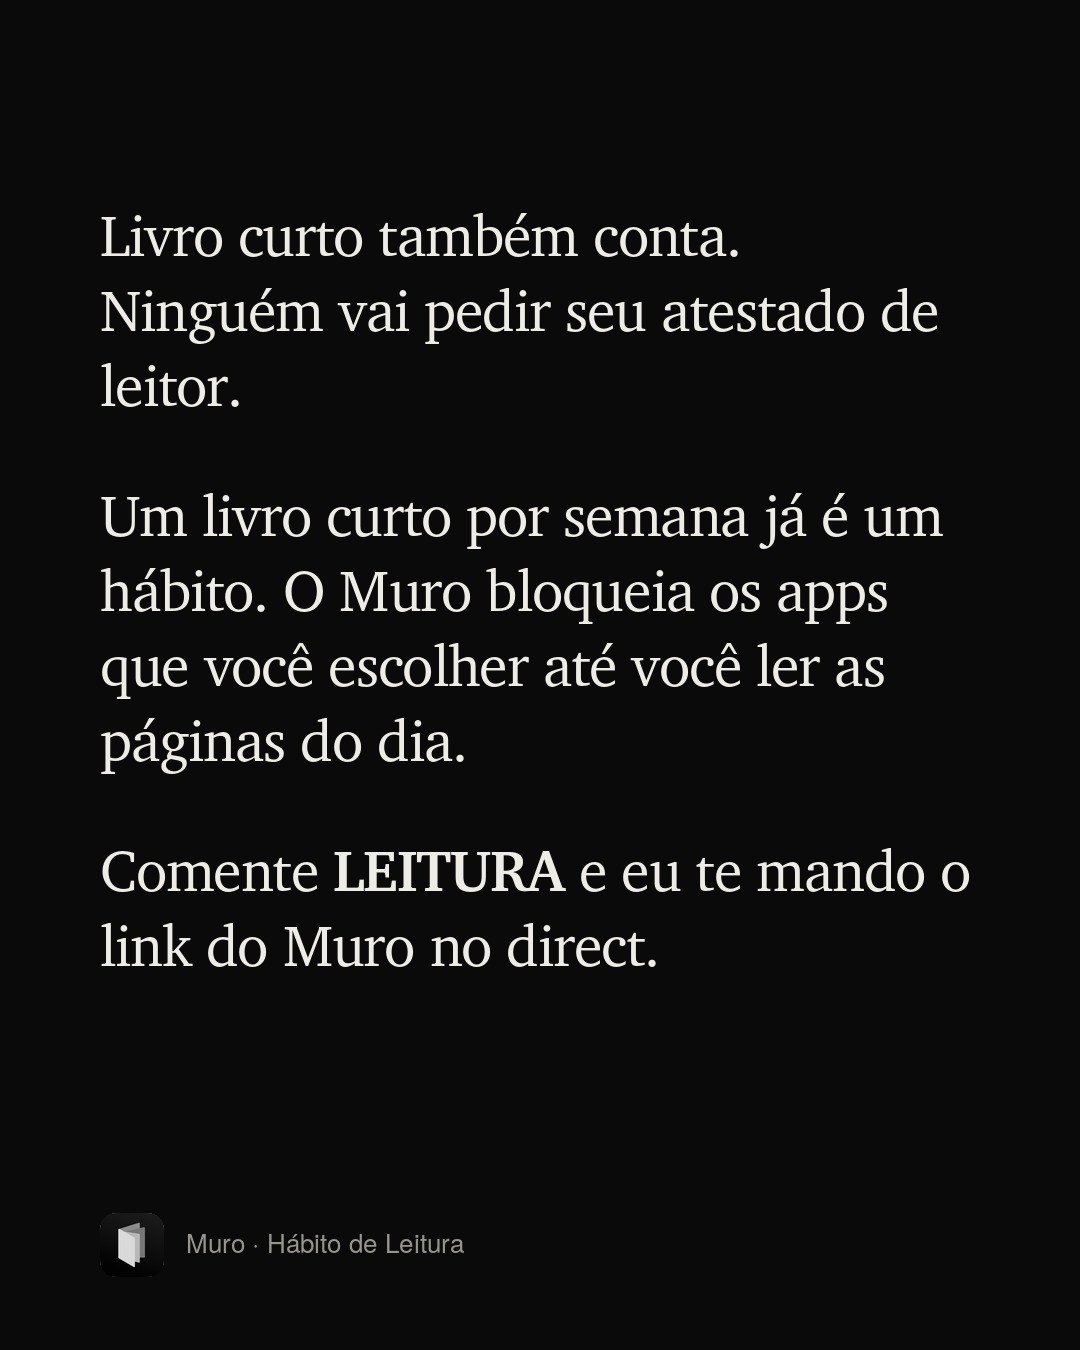 Livro curto também conta.
Ninguém vai pedir seu atestado de
leitor.
Um livro curto por semana já é um
hábito. O Muro bloqueia os apps
que você escolher até você ler as
páginas do dia.
Comente LEITURA e eu te mando o
link do Muro no direct.
Muro · Hábito de Leitura